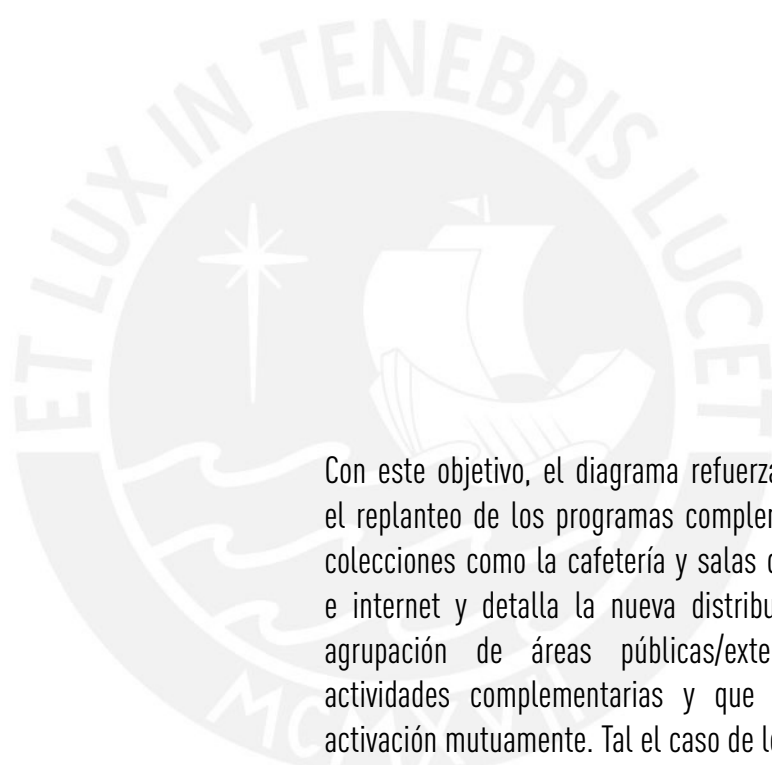 ET LUX IN TENEBRIS LUCET
Con este objetivo, el diagrama refuerza
el replanteo de los programas
colecciones como la cafetería y salas
e internet y detalla la nueva
agrupación de áreas
actividades complementarias y que
activación mutuamente. Tal el caso de